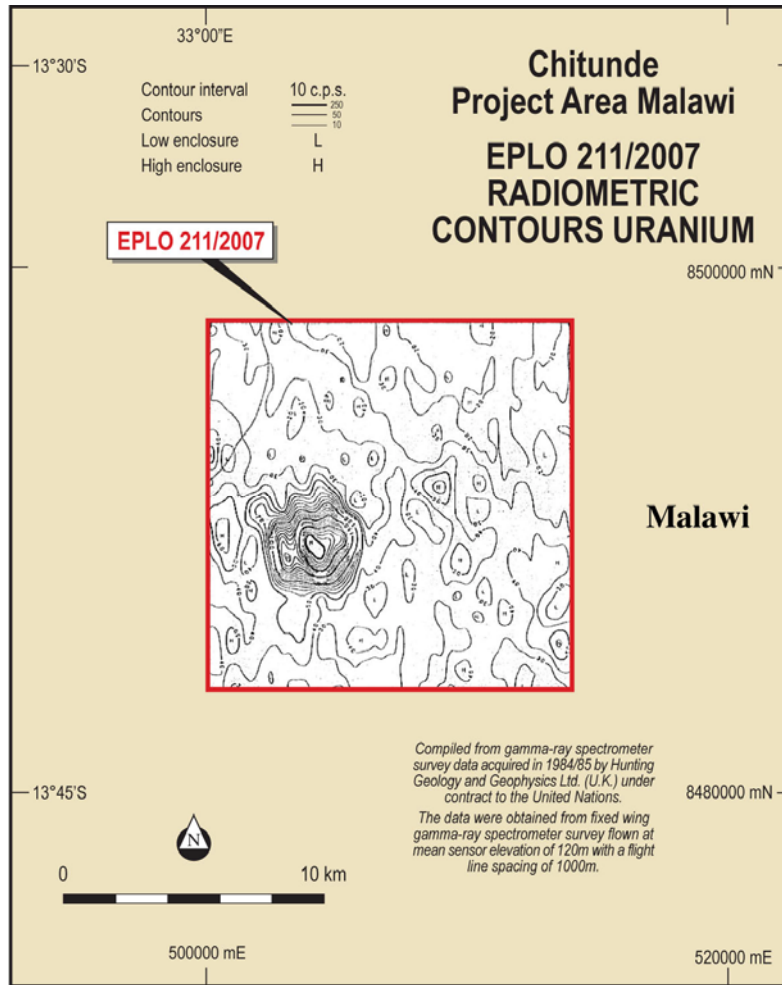 33°00"E
13°30'S
Chitunde
Project Area Malawi
EPLO 211/2007
RADIOMETRIC
CONTOURS URANIUM
Contour interval 10 c.p.s.
Contours 250
50
10
Low enclosure L
High enclosure H
EPLO 211/2007
8500000 mN
Malawi
Compiled from gamma-ray spectrometer
survey data acquired in 1984/85 by Hunting
Geology and Geophysics Ltd. (U.K.) under
contract to the United Nations.
The data were obtained from fixed wing
gamma-ray spectrometer survey flown at
mean sensor elevation of 120m with a flight
line spacing of 1000m.
13°45'S
8480000 mN
N
0 10 km
500000 mE
520000 mE